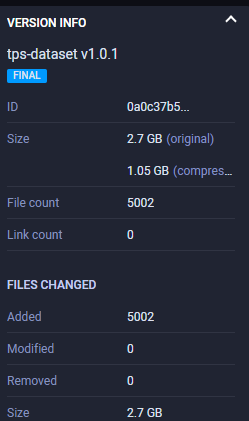 VERSION INFO
tps-dataset v1.0.1
FINAL
ID 0a0c37b5...
Size 2.7 GB (original)
1.05 GB (compres...
File count 5002
Link count 0
FILES CHANGED
Added 5002
Modified 0
Removed 0
Size 2.7 GB